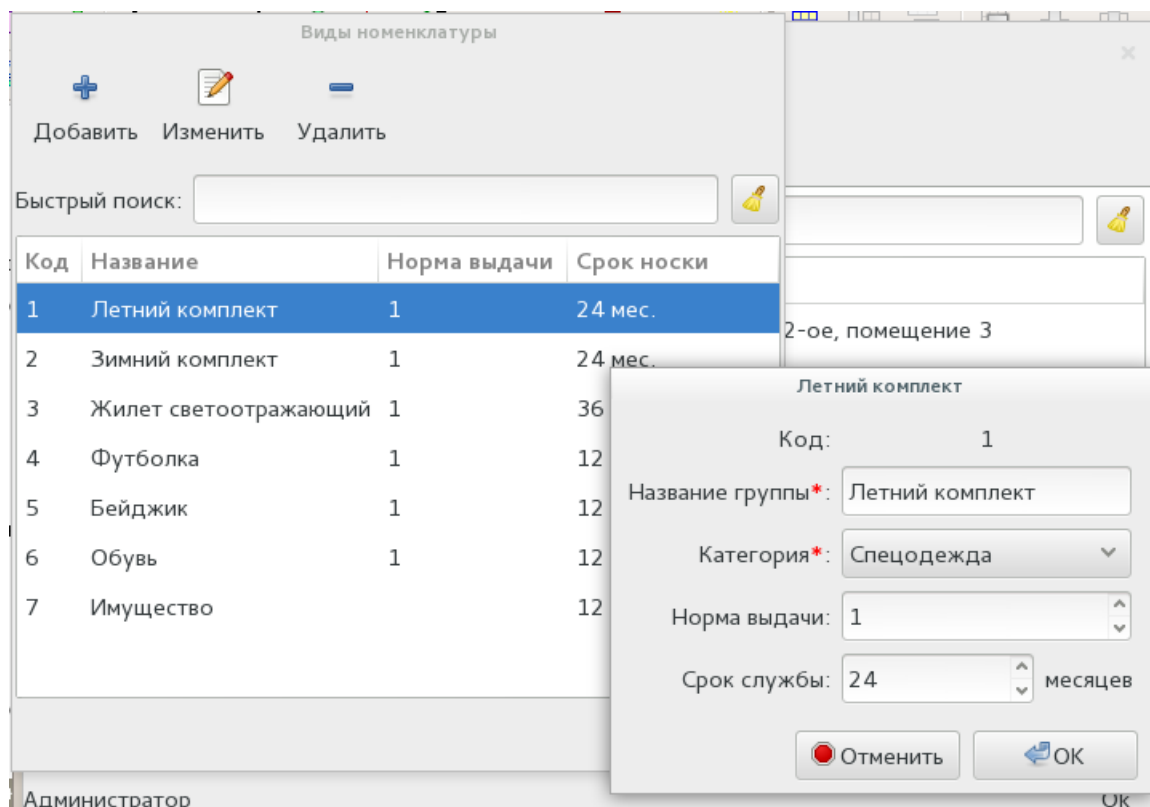 Виды номенклатуры
Добавить Изменить Удалить
Быстрый поиск:
Код Название Норма выдачи Срок носки
1 Летний комплект 1 24 мес.
2-ое, помещение 3
2 Зимний комплект 1 24 мес.
3 Жилет светоотражающий 1 36
4 Футболка 1 12
5 Бейджик 1 12
6 Обувь 1 12
7 Имущество 12
Летний комплект
Код: 1
Название группы*: Летний комплект
Категория*: Спецодежда
Норма выдачи: 1
Срок службы: 24 месяцев
Отменить OK
Администратор Ok